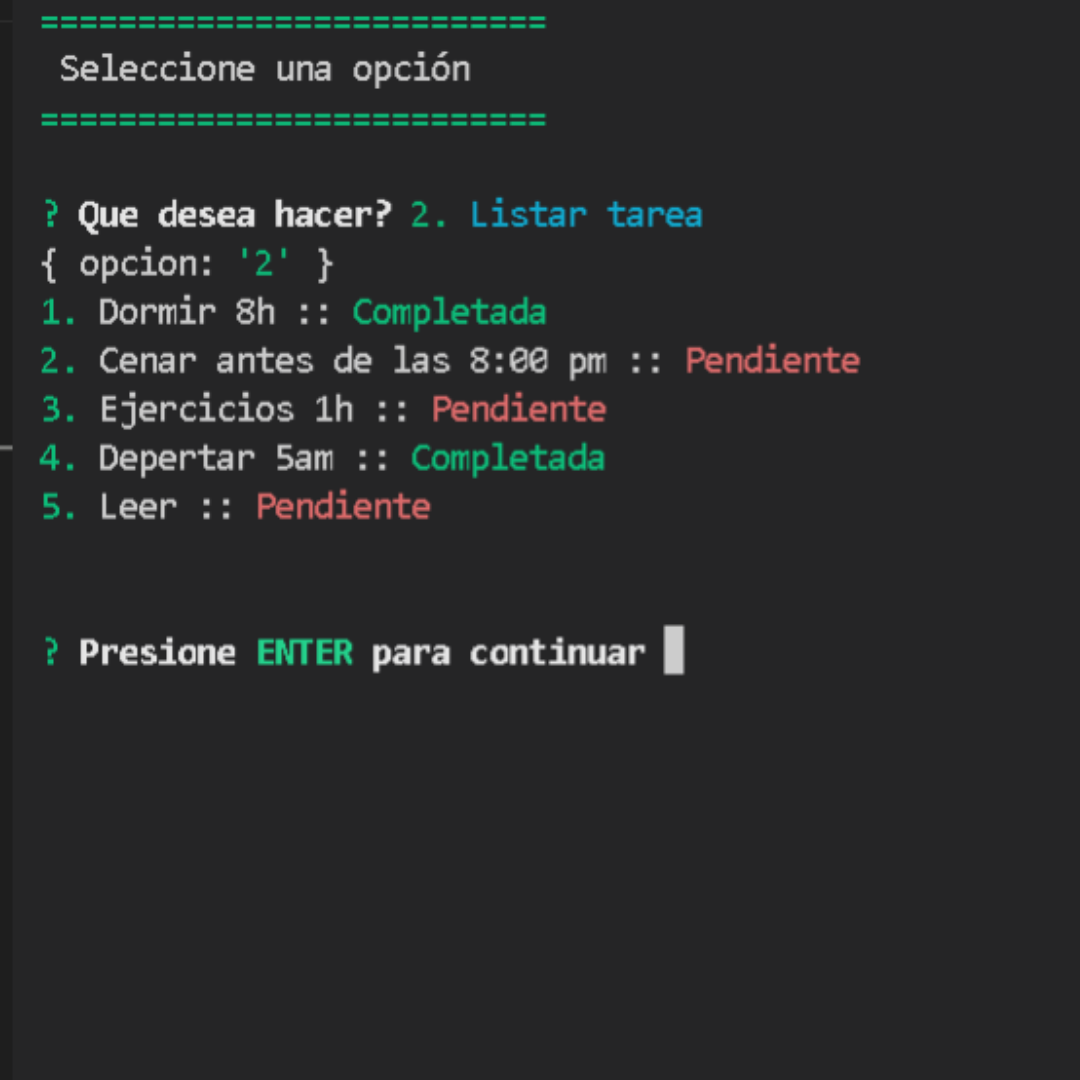 ==========================
Seleccione una opción
==========================
? Que desea hacer? 2. Listar tarea
{ opcion: '2' }
1. Dormir 8h :: Completada
2. Cenar antes de las 8:00 pm :: Pendiente
3. Ejercicios 1h :: Pendiente
4. Depertar 5am :: Completada
5. Leer :: Pendiente
? Presione ENTER para continuar